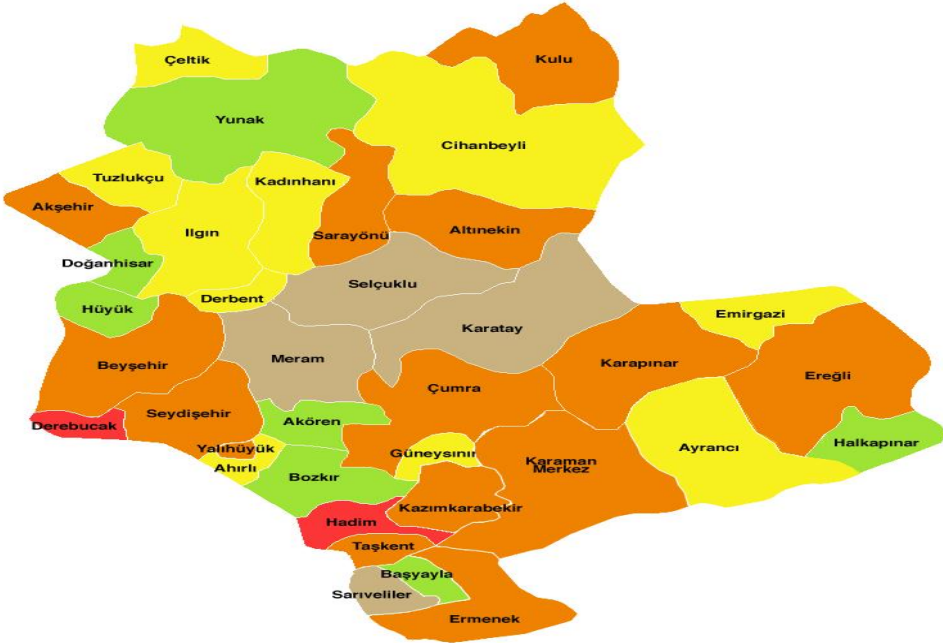 Çeltik
Kulu
Yunak
Cihanbeyli
Tuzlukçu
Kadınhanı
Akşehir
Ilgın
Sarayönü
Altınekin
Doğanhisar
Selçuklu
Derbent
Hüyük
Emirgazi
Karatay
Meram
Beyşehir
Karapınar
Ereğli
Çumra
Seydişehir
Akören
Derebucak
Halkapınar
Ayrancı
Yalıhüyük
Güneysınır
Ahırlı
Karaman
Merkez
Bozkır
Kazımkarabekir
Hadim
Taşkent
Başyayla
Sarıveliler
Ermenek